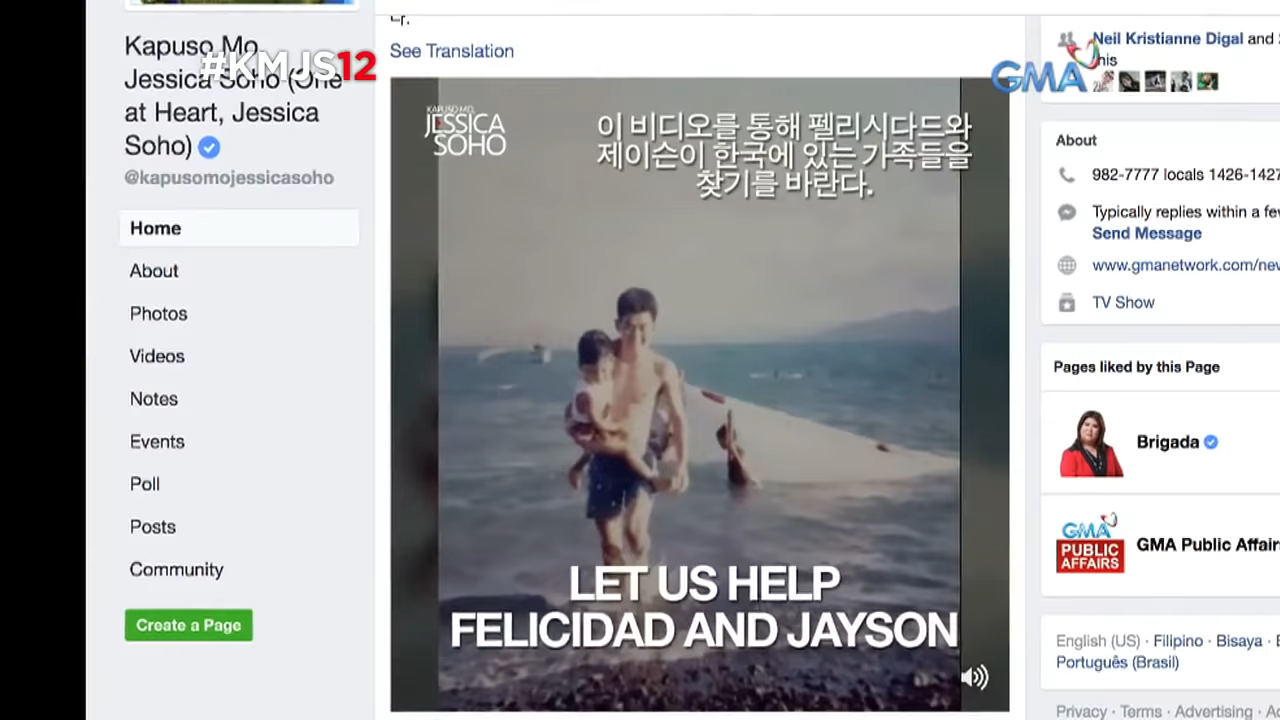 Kapuso Mo,
Jessica Soho (One
at Heart, Jessica
Soho)
@kapusomojessicasoho
#KMJS12
Home
About
Photos
Videos
Notes
Events
Poll
Posts
Community
Create a Page
다.
See Translation
KAPUSO MO,
JESSICA
SOHO
이 비디오를 통해 펠리시다드와
제이슨이 한국에 있는 가족들을
찾기를 바란다.
LET US HELP
FELICIDAD AND JAYSON
Neil Kristianne Digal and
GMA
About
982-7777 locals 1426-1427
Typically replies within a few
Send Message
www.gmanetwork.com/new
TV Show
Pages liked by this Page
Brigada
GMA
PUBLIC
AFFAIRS
GMA Public Affair
English (US) · Filipino · Bisaya ·
Português (Brasil)
Privacy · Terms · Advertising ·